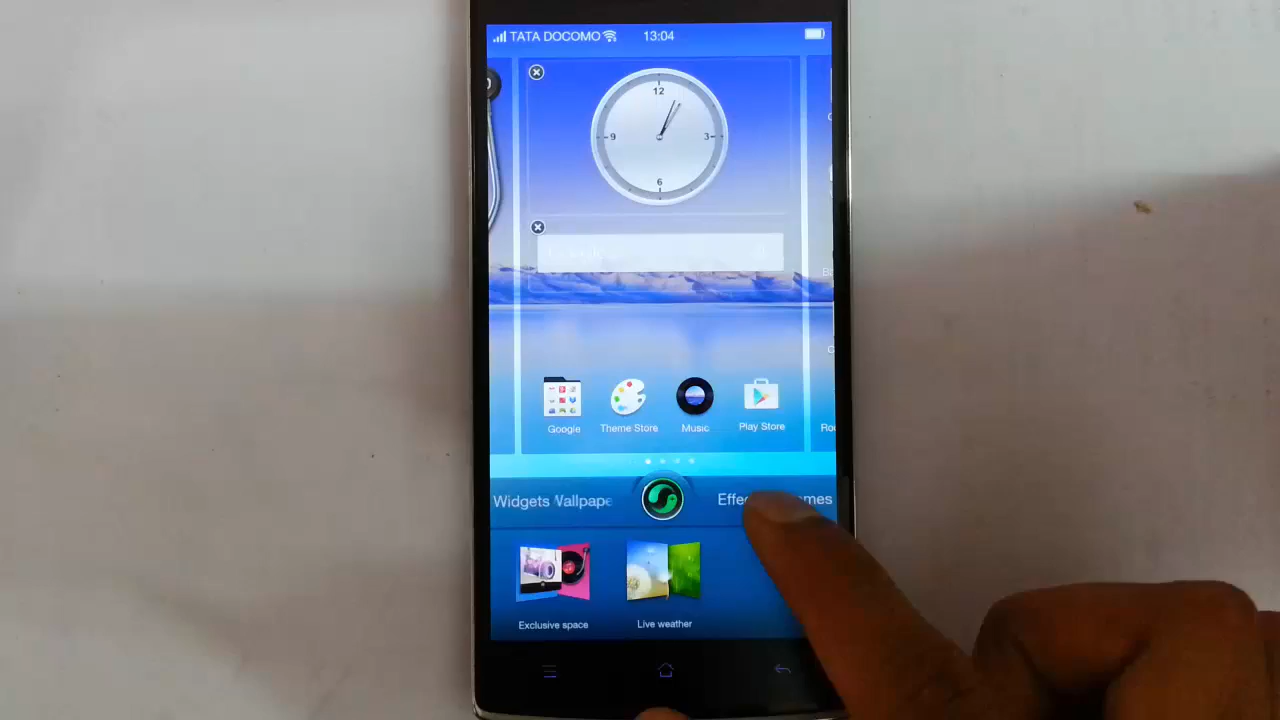 TATA DOCOMO 13:04
12
9
3
6
Google Theme Store Music Play Store
Widgets
Exclusive space Live weather